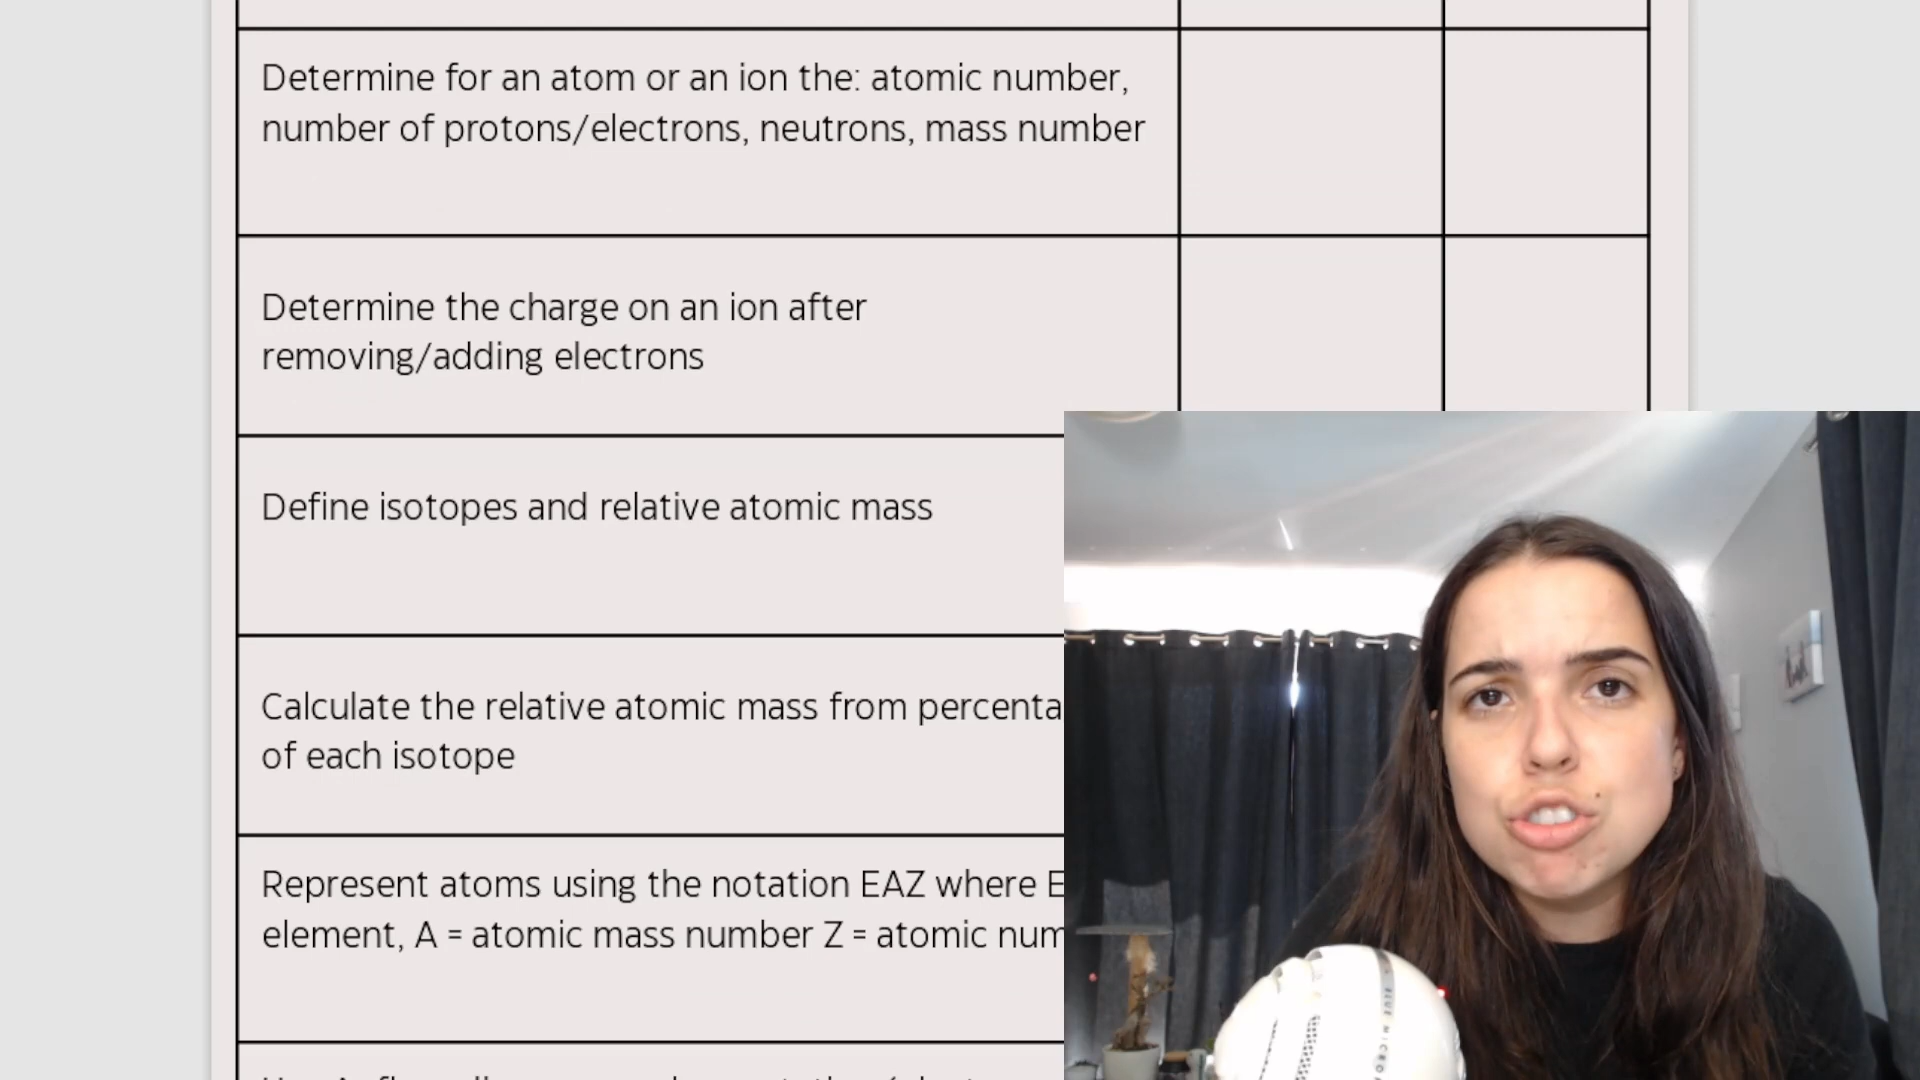 Determine for an atom or an ion the: atomic number,
number of protons/electrons, neutrons, mass number
Determine the charge on an ion after
removing/adding electrons
Define isotopes and relative atomic mass
Calculate the relative atomic mass from
of each isotope
Represent atoms using the notation EAZ where E
element, A = atomic mass number Z = atomic
BLUE MICRO